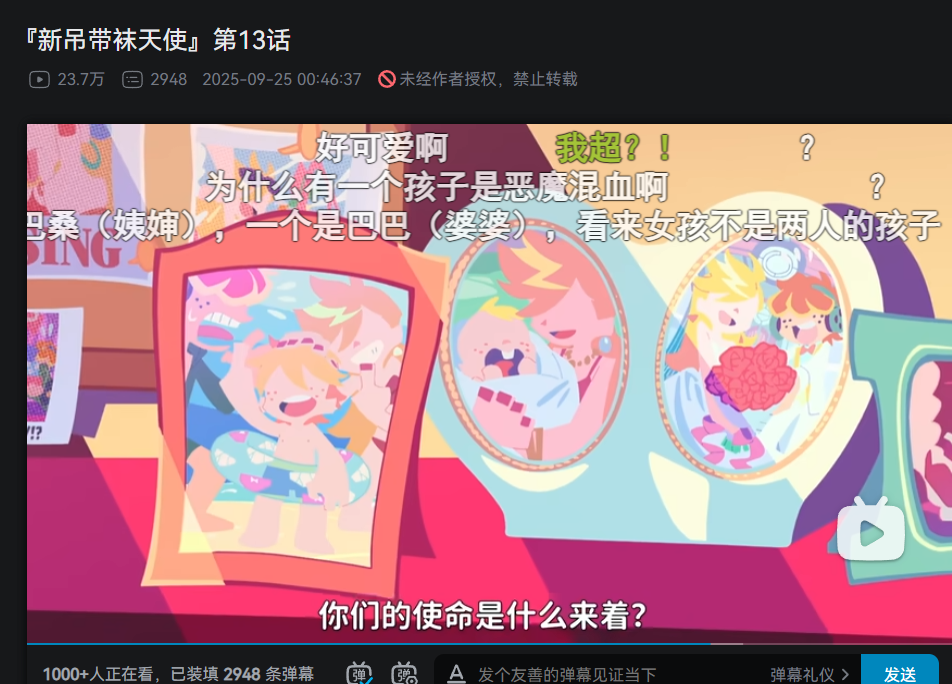 『新吊带袜天使』第13话
23.7万 2948 2025-09-25 00:46:37 未经作者授权，禁止转载
好可爱啊 我超？！ ？
为什么有一个孩子是恶魔混血啊 ？
巴桑（姨婶），一个是巴巴（婆婆），看来女孩不是两人的孩子
SING
!?
你们的使命是什么来着？
1000+人正在看，已装填 2948 条弹幕 弹 弹 A 发个友善的弹幕见证当下 弹幕礼仪 发送